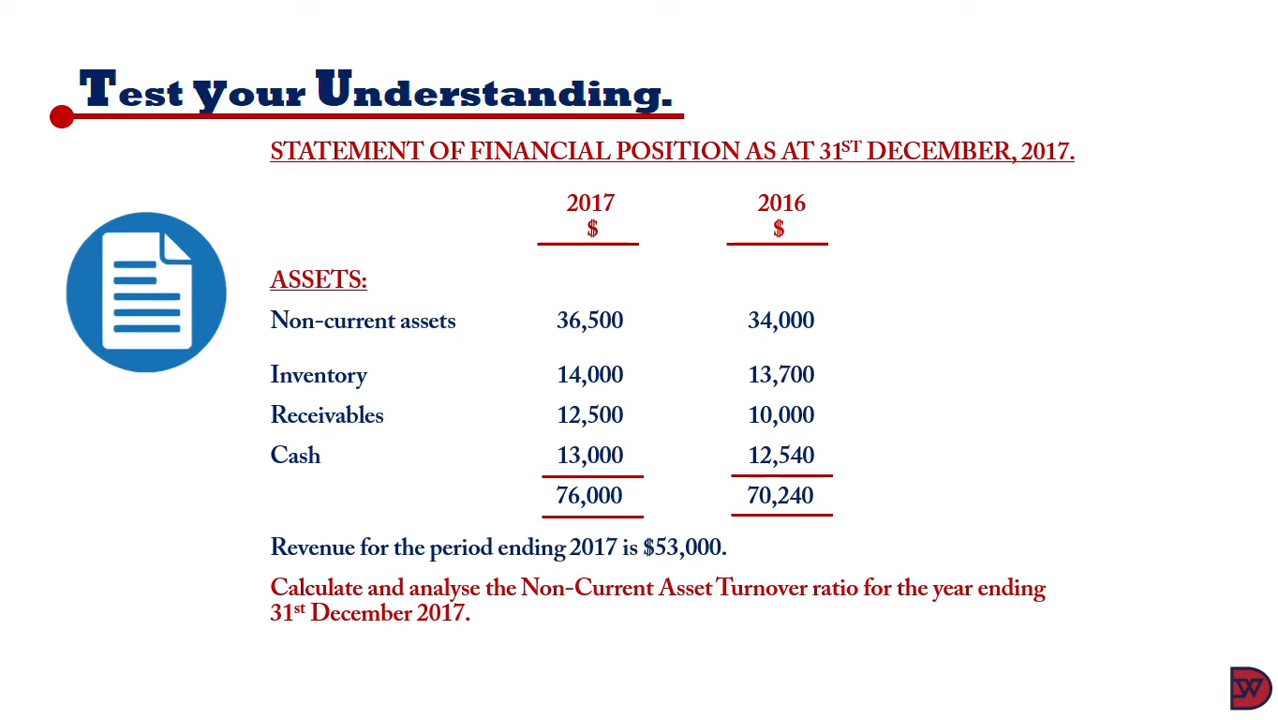 Test your Understanding.
STATEMENT OF FINANCIAL POSITION AS AT 31ST DECEMBER, 2017.
2017 2016
$ $
ASSETS:
Non-current assets 36,500 34,000
Inventory 14,000 13,700
Receivables 12,500 10,000
Cash 13,000 12,540
76,000 70,240
Revenue for the period ending 2017 is $53,000.
Calculate and analyse the Non-Current Asset Turnover ratio for the year ending
31st December 2017.